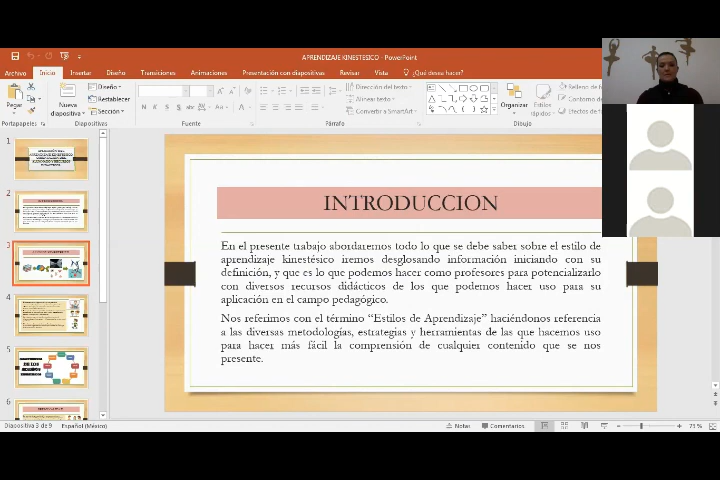 APRENDIZAJE KINESTESICO - PowerPoint
Archivo Inicio Insertar Diseño Transiciones Animaciones Presentación con diapositivas Revisar Vista ¿Qué desea hacer?
Pegar
Nueva diapositiva
Diseño
Restablecer
Sección
Dirección del texto
Alinear texto
Convertir a SmartArt
Organizar
Estilos rápidos
Relleno de
Contorno de
Efectos de
Portapapeles Diapositivas Fuente Párrafo Dibujo
1
2
3
4
5
6
INTRODUCCION
En el presente trabajo abordaremos todo lo que se debe saber sobre el estilo de
aprendizaje kinestésico iremos desglosando información iniciando con su
definición, y que es lo que podemos hacer como profesores para potencializarlo
con diversos recursos didácticos de los que podemos hacer uso para su
aplicación en el campo pedagógico.
Nos referimos con el término “Estilos de Aprendizaje” haciéndonos referencia
a las diversas metodologías, estrategias y herramientas de las que hacemos uso
para hacer más fácil la comprensión de cualquier contenido que se nos
presente.
Diapositiva 3 de 9 Español (México) Notas Comentarios 71 %